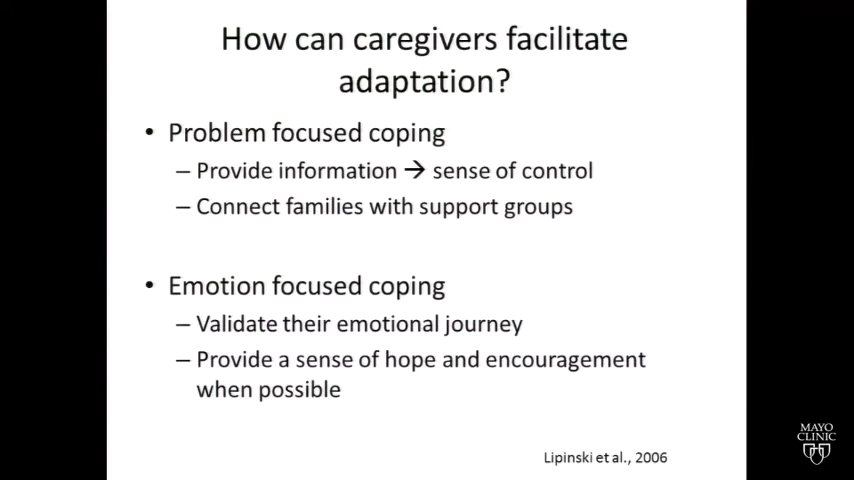 How can caregivers facilitate
adaptation?
• Problem focused coping
– Provide information → sense of control
– Connect families with support groups
• Emotion focused coping
– Validate their emotional journey
– Provide a sense of hope and encouragement
when possible
Lipinski et al., 2006
MAYO
CLINIC